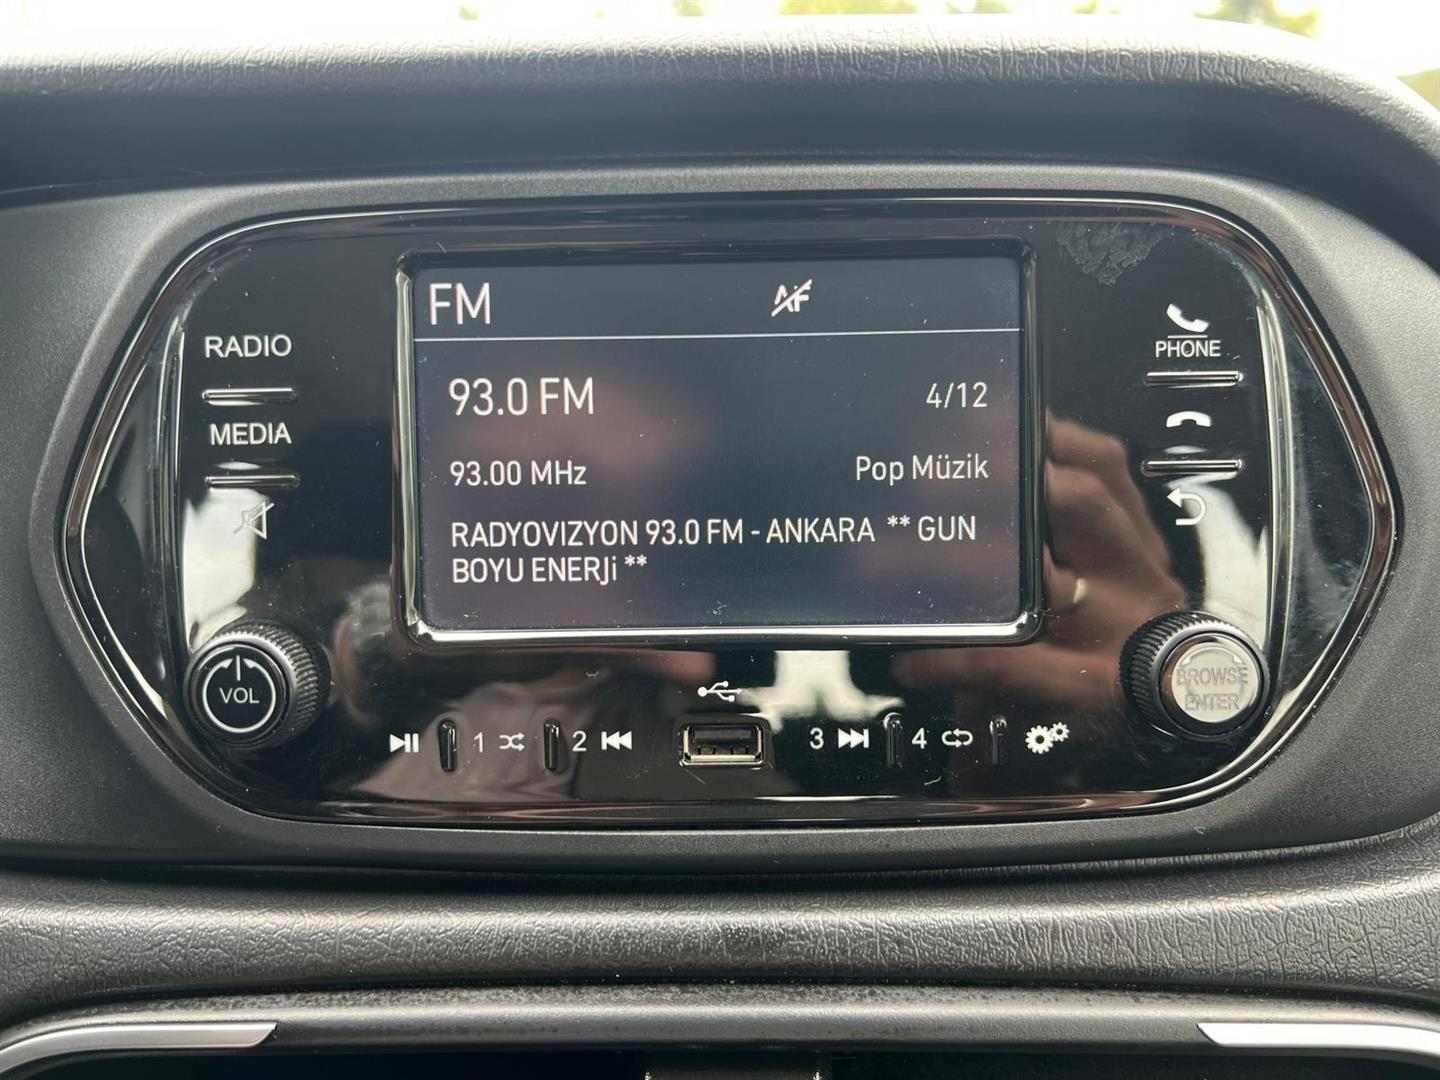 FM AF
RADIO
93.0 FM 4/12
PHONE
MEDIA
93.00 MHz Pop Müzik
RADYOVIZYON 93.0 FM - ANKARA ** GUN
BOYU ENERJi **
VOL
BROWSE
ENTER
1 2 3 4